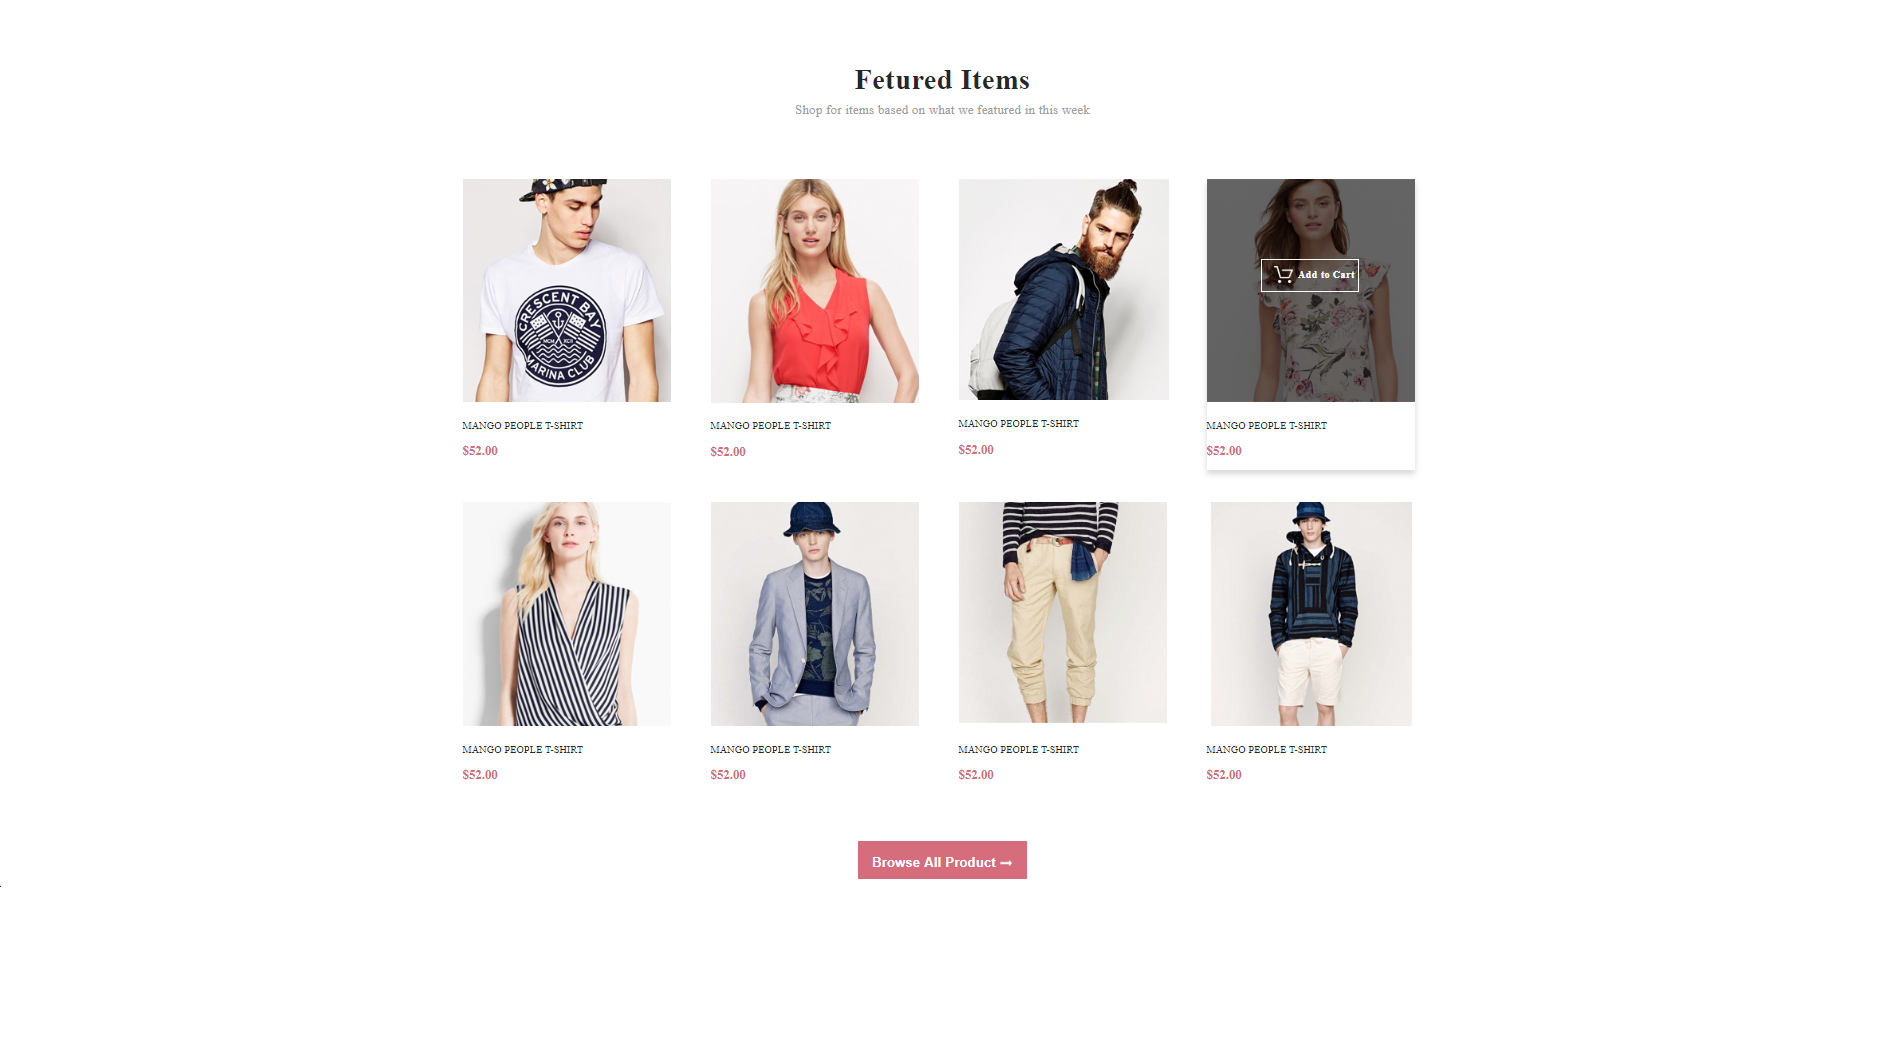 Fetured Items
Shop for items based on what we featured in this week
CRESCENT BAY
MCM XCII
MARINA CLUB
Add to Cart
MANGO PEOPLE T-SHIRT
$52.00
MANGO PEOPLE T-SHIRT
$52.00
MANGO PEOPLE T-SHIRT
$52.00
MANGO PEOPLE T-SHIRT
$52.00
MANGO PEOPLE T-SHIRT
$52.00
MANGO PEOPLE T-SHIRT
$52.00
MANGO PEOPLE T-SHIRT
$52.00
MANGO PEOPLE T-SHIRT
$52.00
Browse All Product ➞